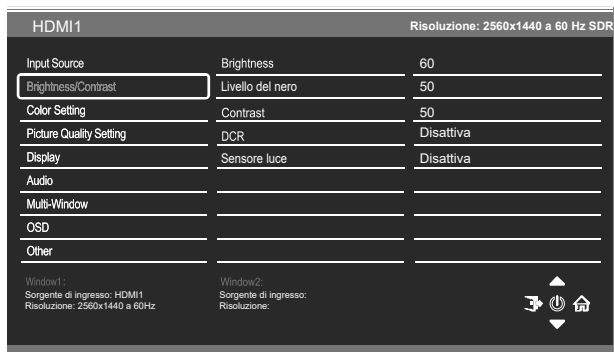 HDMI1 Risoluzione: 2560x1440 a 60 Hz SDR
Input Source Brightness 60
Brightness/Contrast Livello del nero 50
Color Setting Contrast 50
Picture Quality Setting DCR Disattiva
Display Sensore luce Disattiva
Audio
Multi-Window
OSD
Other
Window1: Window2:
Sorgente di ingresso: HDMI1 Sorgente di ingresso:
Risoluzione: 2560x1440 a 60Hz Risoluzione: